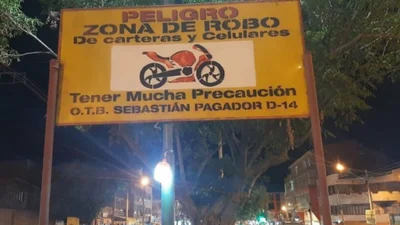 PELIGRO
ZONA DE ROBO
De carteras y Celulares
Tener Mucha Precaución
O.T.B. SEBASTIÁN PAGADOR D-14